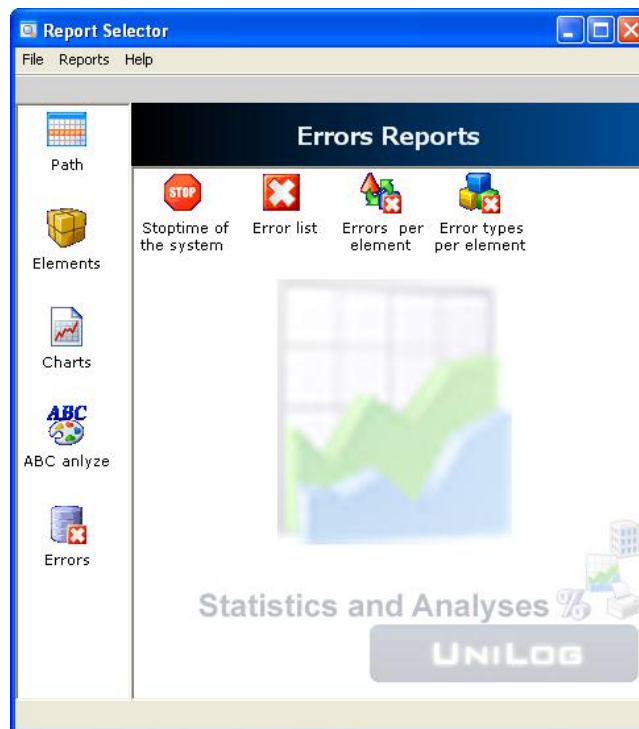 Report Selector
File Reports Help
Errors Reports
Path
Elements
Charts
ABC
ABC anlyze
Errors
STOP
Stoptime of
the system
Error list
Errors per
element
Error types
per element
Statistics and Analyses %
UNILOG